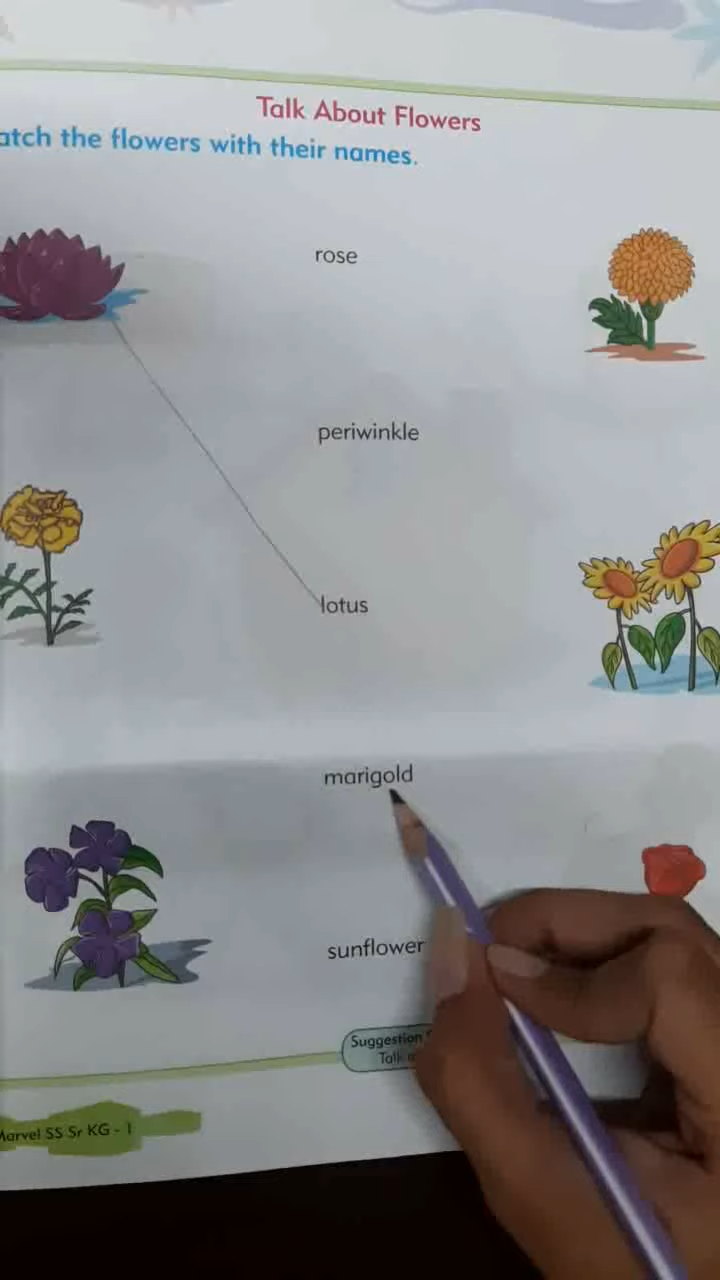 Talk About Flowers
atch the flowers with their names.
rose
periwinkle
lotus
marigold
sunflower
Suggestion
Talk
Marvel SS Sr KG - 1